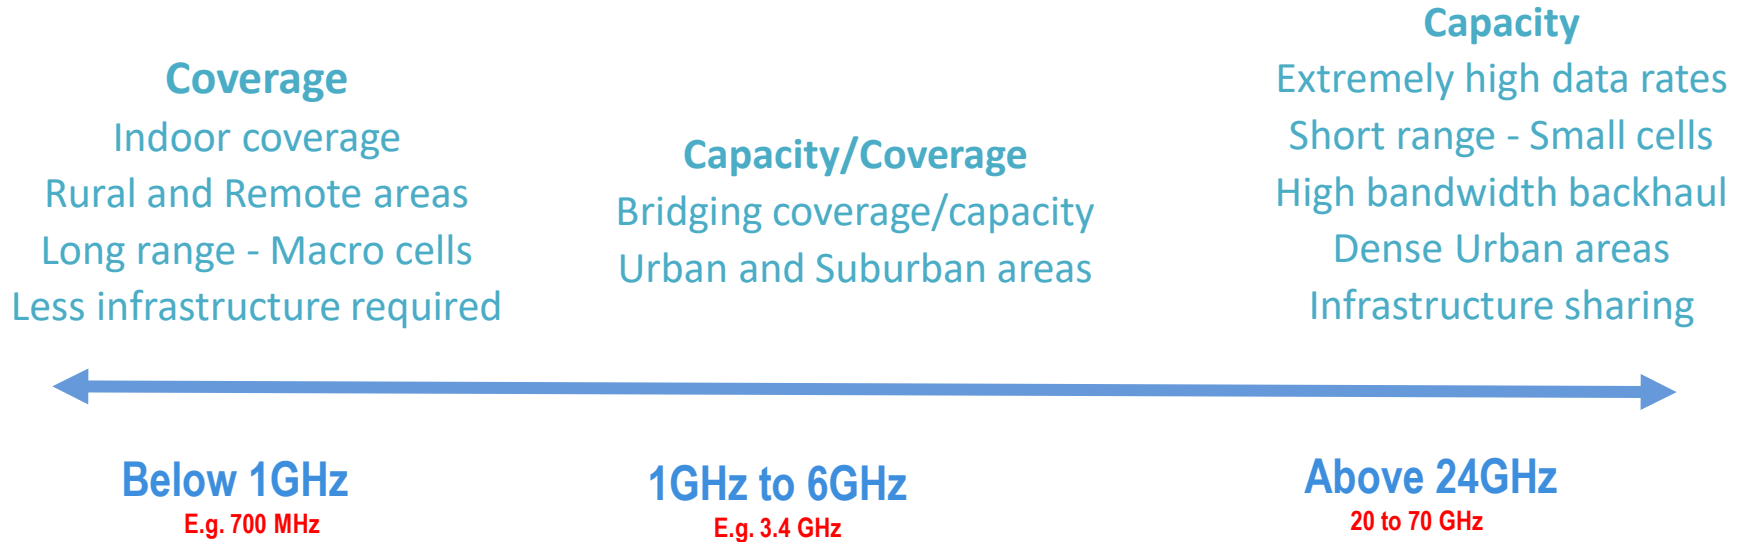 Coverage
Indoor coverage
Rural and Remote areas
Long range - Macro cells
Less infrastructure required
Capacity/Coverage
Bridging coverage/capacity
Urban and Suburban areas
Capacity
Extremely high data rates
Short range - Small cells
High bandwidth backhaul
Dense Urban areas
Infrastructure sharing
Below 1GHz
E.g. 700 MHz
1GHz to 6GHz
E.g. 3.4 GHz
Above 24GHz
20 to 70 GHz